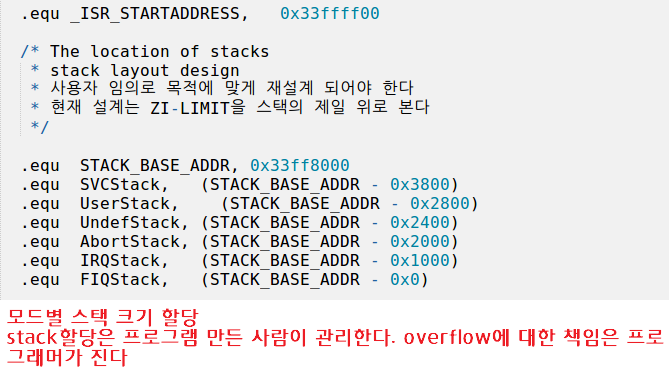 .equ _ISR_STARTADDRESS,   0x33ffff00
/* The location of stacks
 * stack layout design
 * 사용자 임의로 목적에 맞게 재설계 되어야 한다
 * 현재 설계는 ZI-LIMIT을 스택의 제일 위로 본다
 */
.equ  STACK_BASE_ADDR, 0x33ff8000
.equ  SVCStack,   (STACK_BASE_ADDR - 0x3800)
.equ  UserStack,    (STACK_BASE_ADDR - 0x2800)
.equ  UndefStack, (STACK_BASE_ADDR - 0x2400)
.equ  AbortStack, (STACK_BASE_ADDR - 0x2000)
.equ  IRQStack,   (STACK_BASE_ADDR - 0x1000)
.equ  FIQStack,   (STACK_BASE_ADDR - 0x0)
모드별 스택 크기 할당
stack할당은 프로그램 만든 사람이 관리한다. overflow에 대한 책임은 프로
그래머가 진다